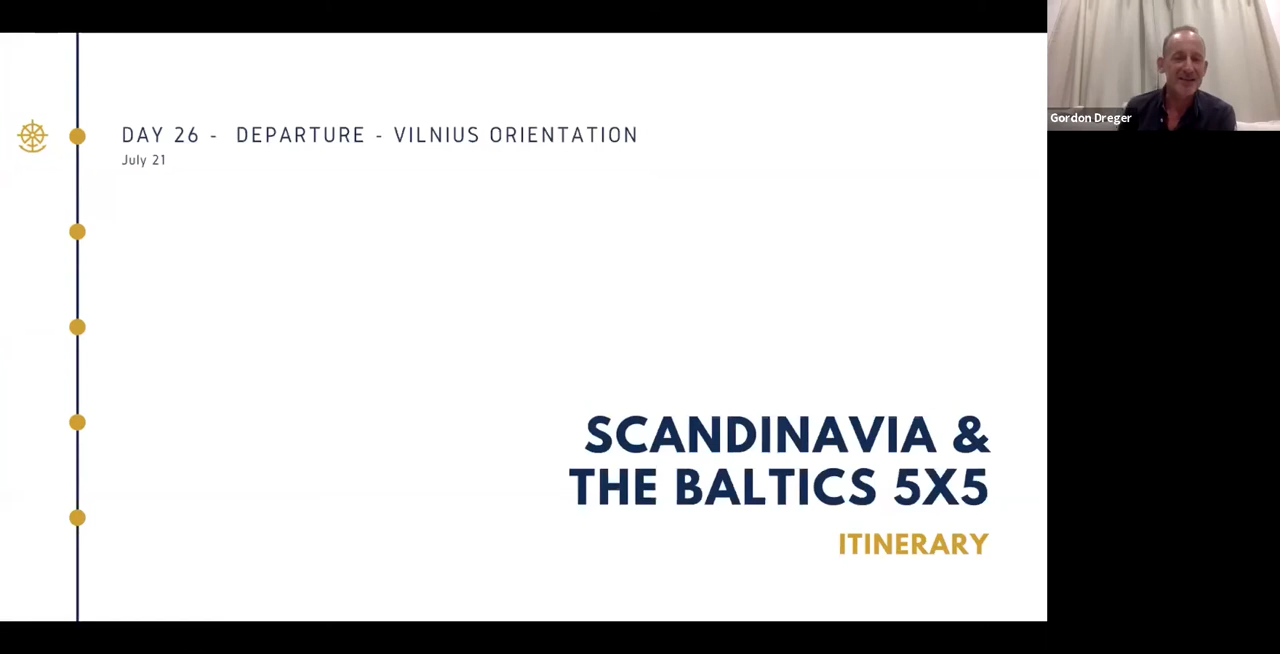 DAY 26 - DEPARTURE - VILNIUS ORIENTATION
July 21
SCANDINAVIA &
THE BALTICS 5X5
ITINERARY
Gordon Dreger